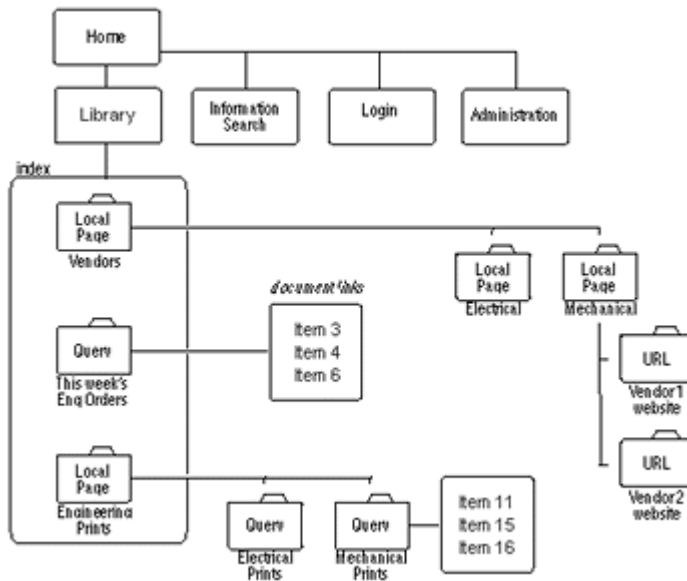 Home
Library
Information
Search
Login
Administration
index
Local
Page
Vendors
Local
Page
Electrical
Local
Page
Mechanical
document links
Item 3
Item 4
Item 6
Query
This week's
Eng Orders
URL
Vendor1
website
URL
Vendor2
website
Local
Page
Engineering
Prints
Query
Electrical
Prints
Query
Mechanical
Prints
Item 11
Item 15
Item 16